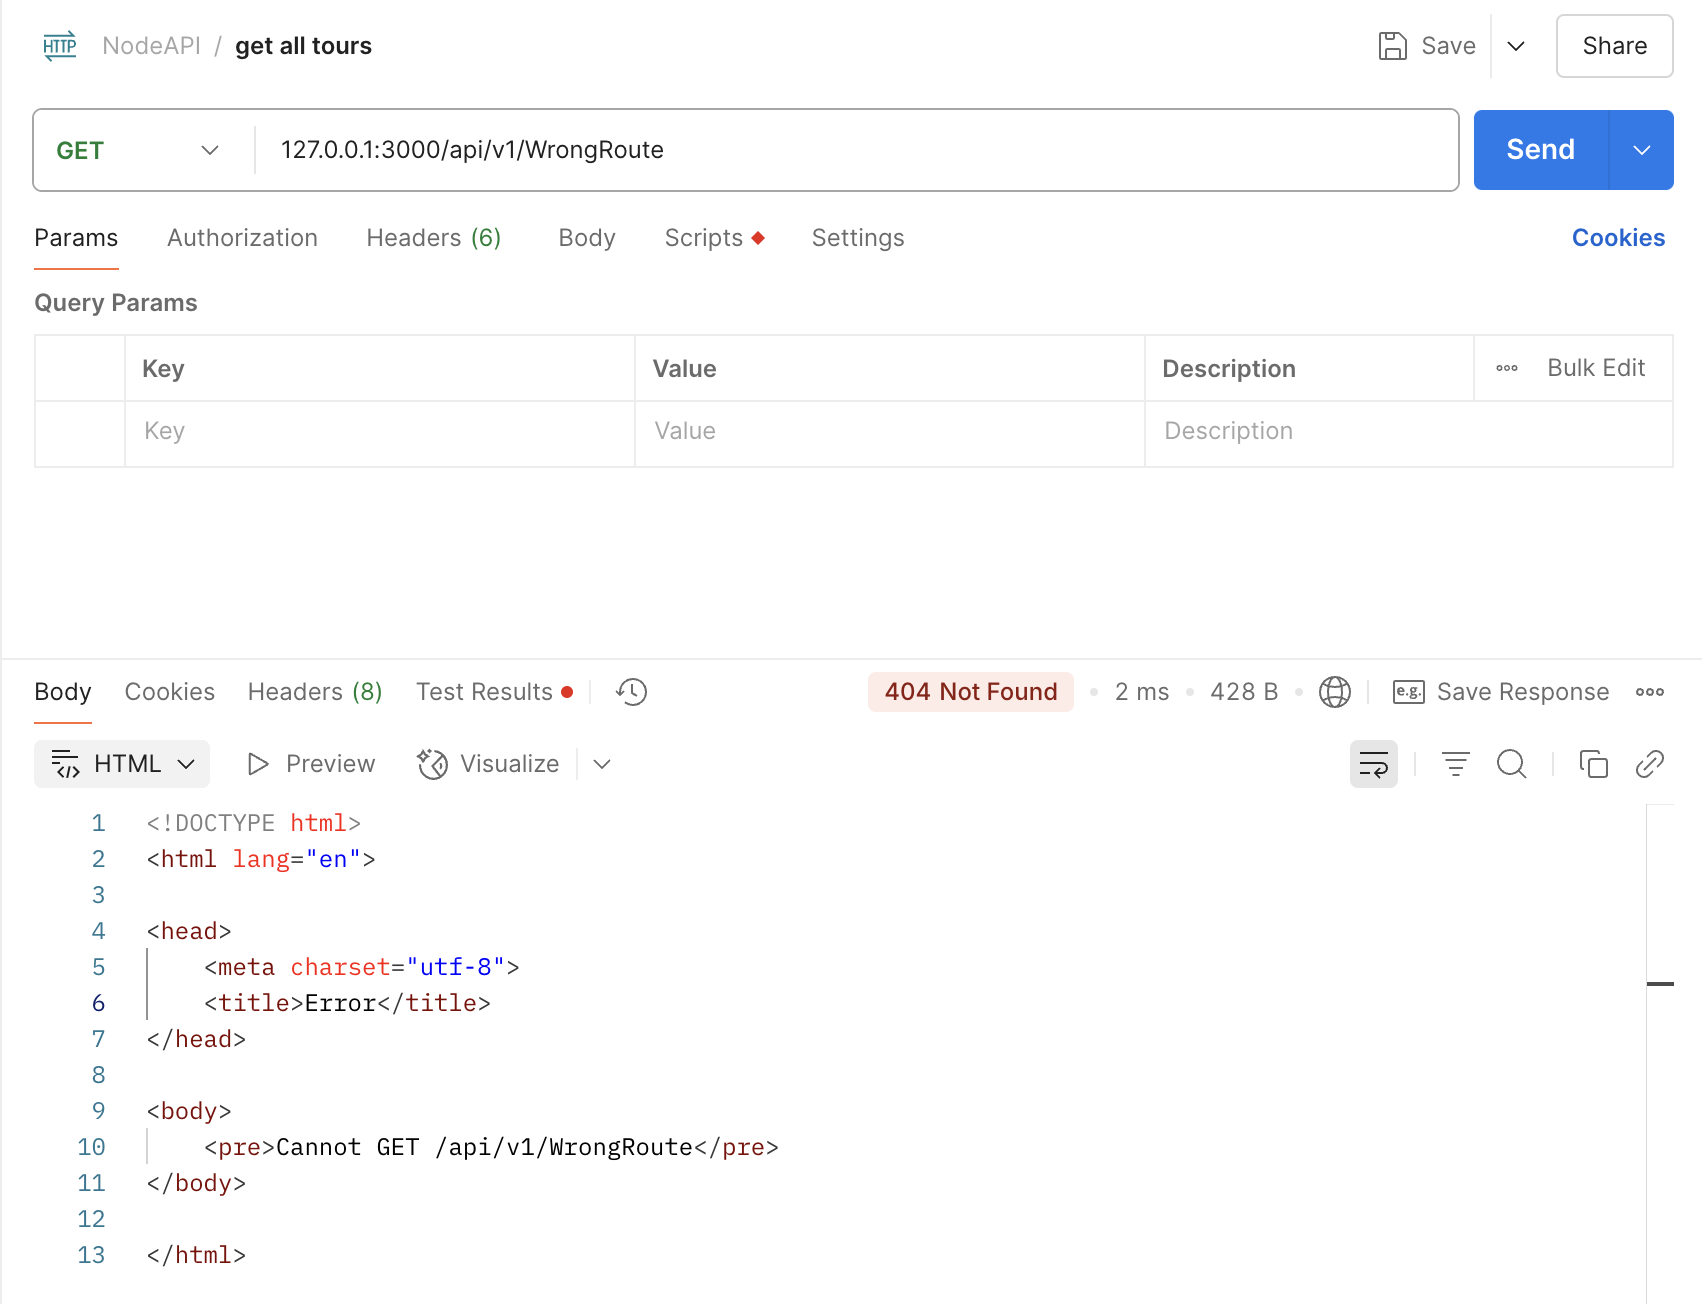 HTTP NodeAPI / get all tours Save Share
GET 127.0.0.1:3000/api/v1/WrongRoute Send
Params Authorization Headers (6) Body Scripts Settings Cookies
Query Params
Key Value Description Bulk Edit
Key Value Description
Body Cookies Headers (8) Test Results 404 Not Found 2 ms 428 B e.g. Save Response
HTML Preview Visualize
1 <!DOCTYPE html>
2 <html lang="en">
3
4 <head>
5 <meta charset="utf-8">
6 <title>Error</title>
7 </head>
8
9 <body>
10 <pre>Cannot GET /api/v1/WrongRoute</pre>
11 </body>
12
13 </html>